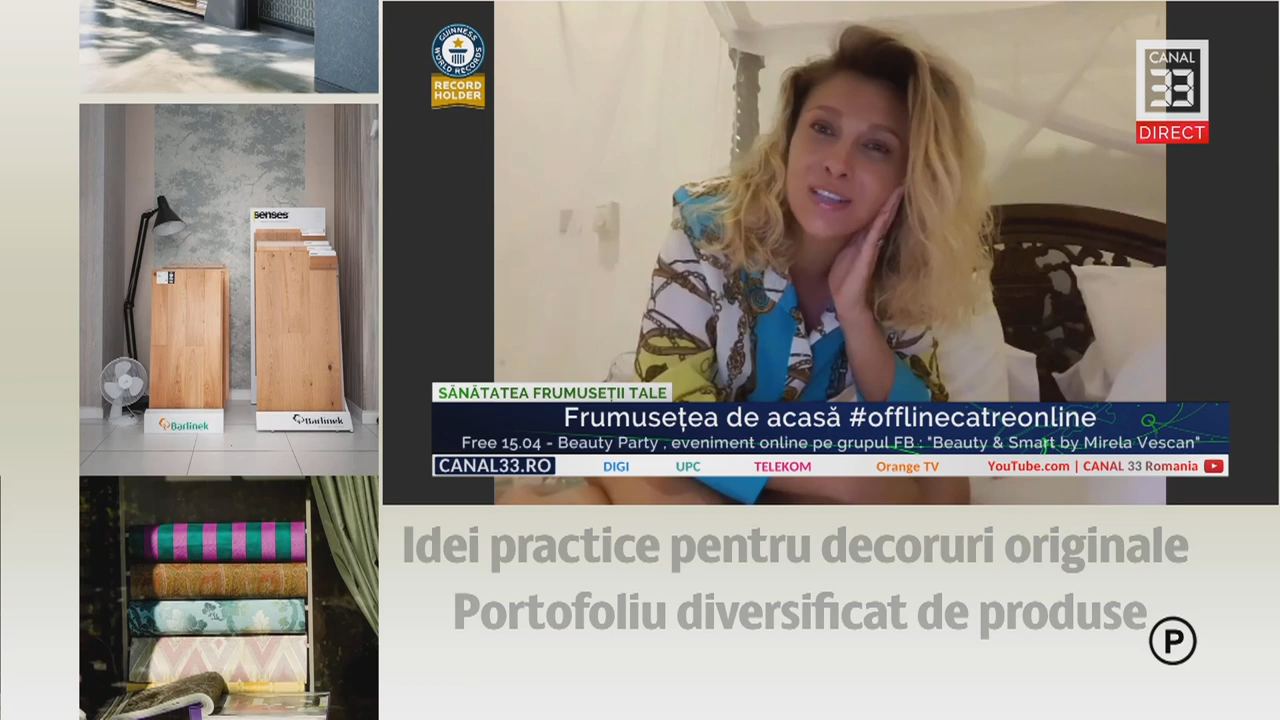 GUINNESS
WORLD RECORDS
RECORD
HOLDER
CANAL
33
DIRECT
senses
Barlinek
Barlinek
SĂNĂTATEA FRUMUSEȚII TALE
Frumusețea de acasă #offlinecatreonline
Free 15.04 - Beauty Party , eveniment online pe grupul FB : "Beauty & Smart by Mirela Vescan"
CANAL33.RO DIGI UPC TELEKOM Orange TV YouTube.com | CANAL 33 Romania
Idei practice pentru decoruri originale
Portofoliu diversificat de produse
P